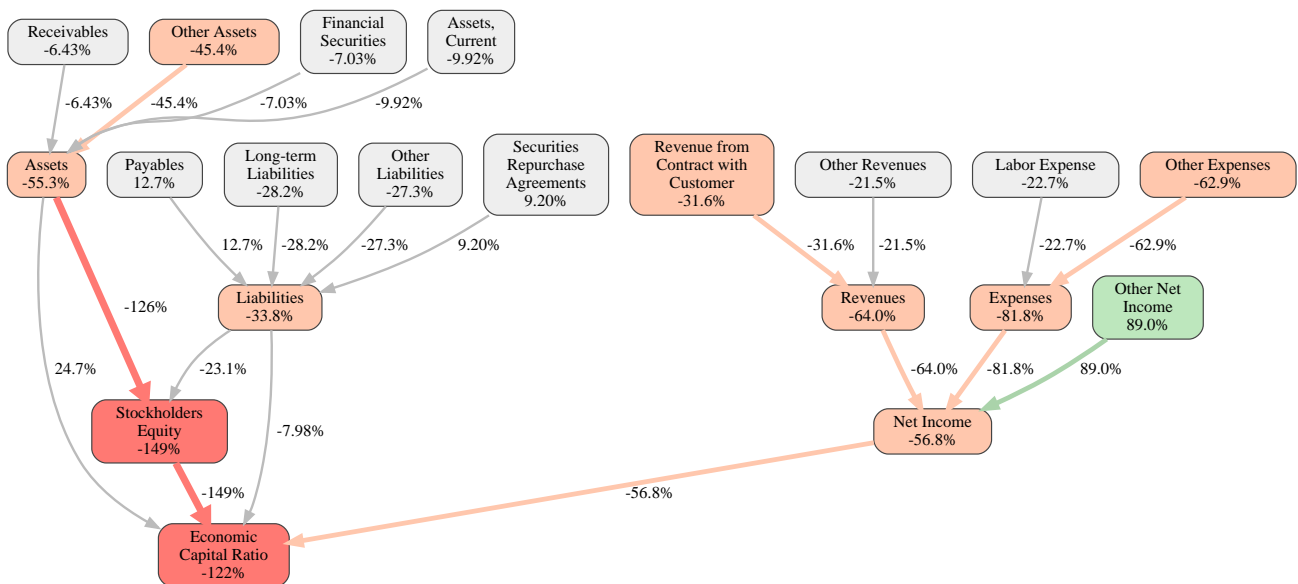 Receivables
-6.43%
Other Assets
-45.4%
Financial
Securities
-7.03%
Assets,
Current
-9.92%
-6.43%
-45.4%
-7.03%
-9.92%
Assets
-55.3%
Payables
12.7%
Long-term
Liabilities
-28.2%
Other
Liabilities
-27.3%
Securities
Repurchase
Agreements
9.20%
Revenue from
Contract with
Customer
-31.6%
Other Revenues
-21.5%
Labor Expense
-22.7%
Other Expenses
-62.9%
12.7%
-28.2%
-27.3%
9.20%
-31.6%
-21.5%
-22.7%
-62.9%
-126%
Liabilities
-33.8%
Revenues
-64.0%
Expenses
-81.8%
Other Net
Income
89.0%
24.7%
-23.1%
-64.0%
-81.8%
89.0%
Stockholders
Equity
-149%
-7.98%
Net Income
-56.8%
-149%
-56.8%
Economic
Capital Ratio
-122%